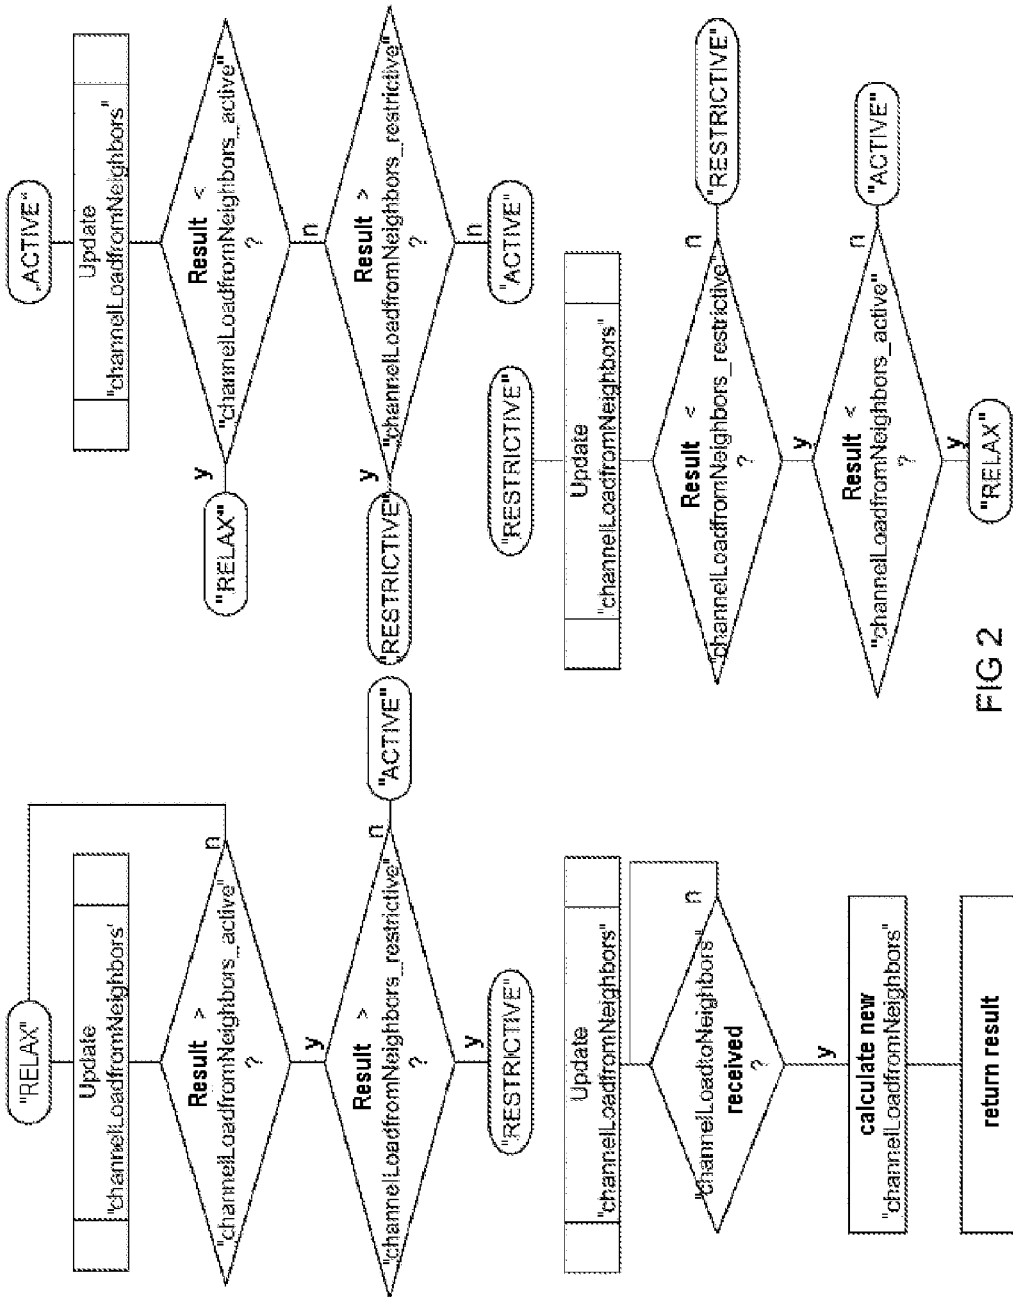 "RELAX"
Update
"channelLoadfromNeighbors'
Result >
"channelLoadfromNeighbors_active"
?
n
y
Result >
"channelLoadfromNeighbors_restrictive"
?
n
"ACTIVE"
y
"RESTRICTIVE"
„ACTIVE"
Update
"channelLoadfromNeighbors"
Result <
"channelLoadfromNeighbors_active"
?
y
"RELAX"
n
Result >
"channelLoadfromNeighbors_restrictive"
?
y
"RESTRICTIVE"
n
"ACTIVE"
Update
"channelLoadfromNeighbors"
"channelLoadtoNeighbors"
received
?
n
y
calculate new
"channelLoadfromNeighbors"
return result
"RESTRICTIVE"
Update
"channelLoadfromNeighbors"
Result <
"channelLoadfromNeighbors_restrictive"
?
n
"RESTRICTIVE"
y
Result <
"channelLoadfromNeighbors_active"
?
n
"ACTIVE"
y
"RELAX"
FIG 2